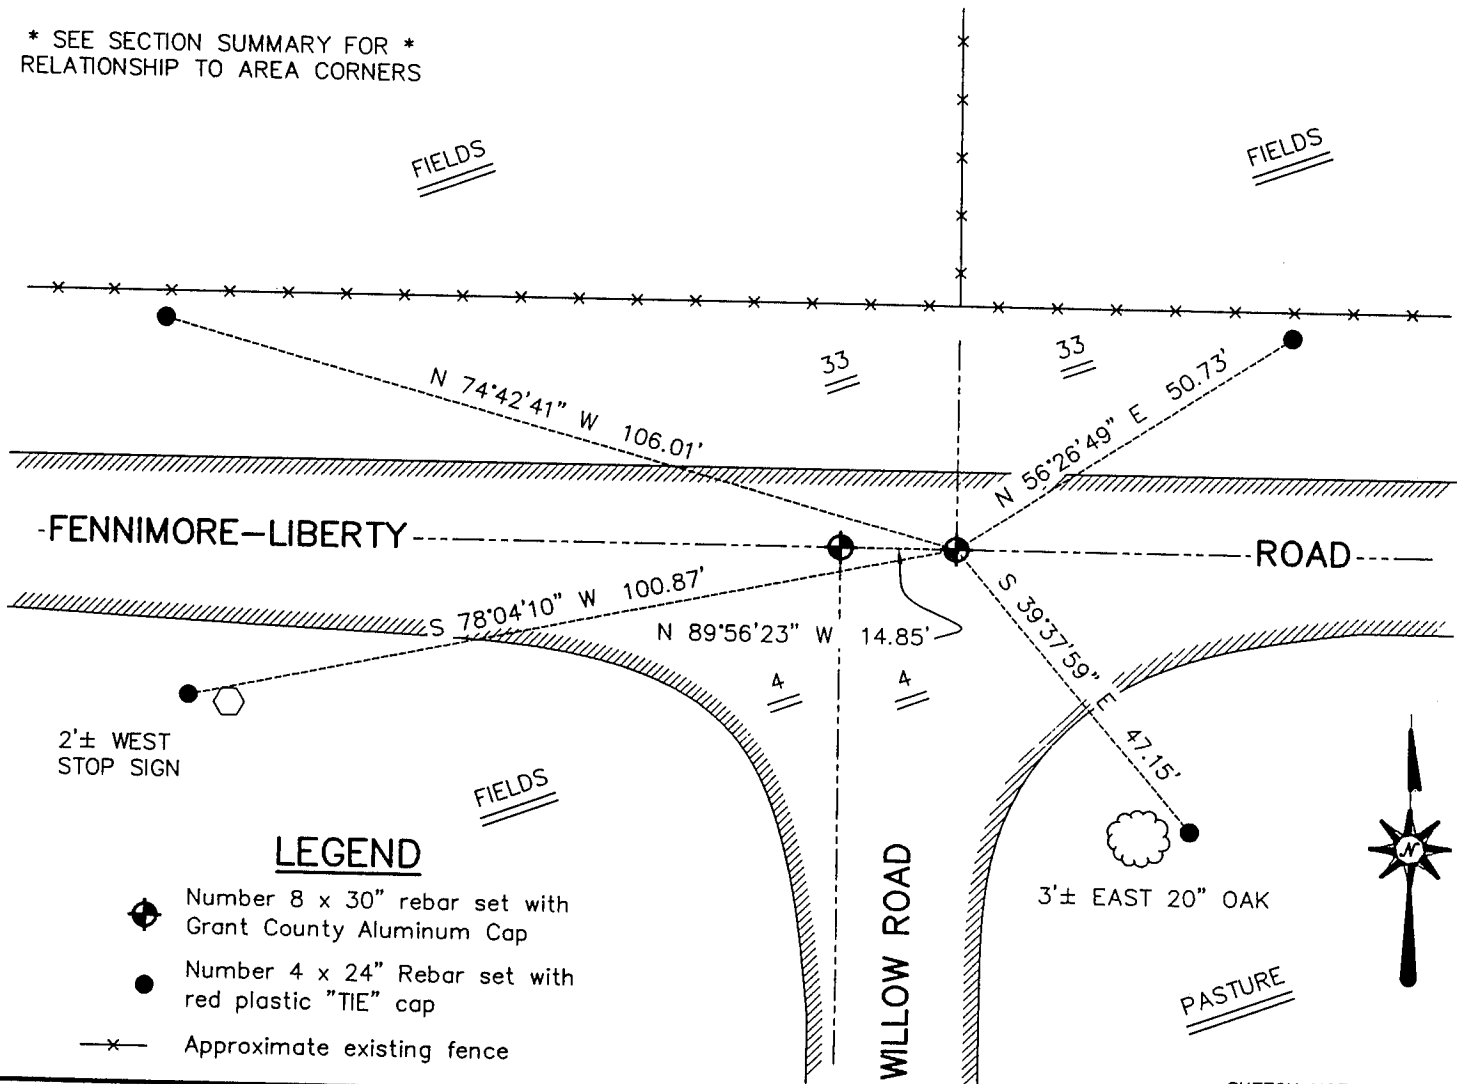 * SEE SECTION SUMMARY FOR *
RELATIONSHIP TO AREA CORNERS
FIELDS
FIELDS
33
33
N 74°42'41" W 106.01'
N 56°26'49" E 50.73'
FENNIMORE-LIBERTY
ROAD
S 78°04'10" W 100.87'
N 89°56'23" W 14.85'
S 39°37'59" E 47.15'
4
4
2'± WEST
STOP SIGN
FIELDS
LEGEND
Number 8 x 30" rebar set with
Grant County Aluminum Cap
Number 4 x 24" Rebar set with
red plastic "TIE" cap
Approximate existing fence
WILLOW ROAD
3'± EAST 20" OAK
PASTURE
N